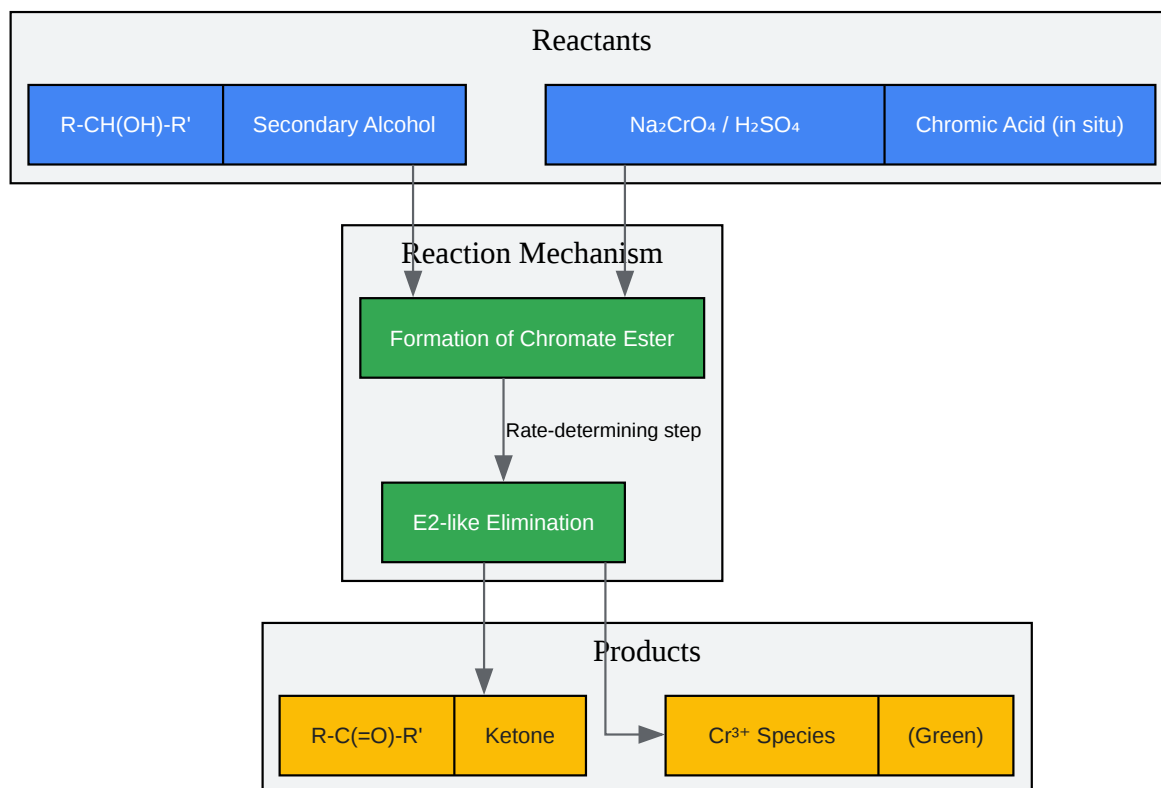 Reactants
R-CH(OH)-R'
Secondary Alcohol
Na₂CrO₄ / H₂SO₄
Chromic Acid (in situ)
Reaction Mechanism
Formation of Chromate Ester
Rate-determining step
E2-like Elimination
Products
R-C(=O)-R'
Ketone
Cr³⁺ Species
(Green)